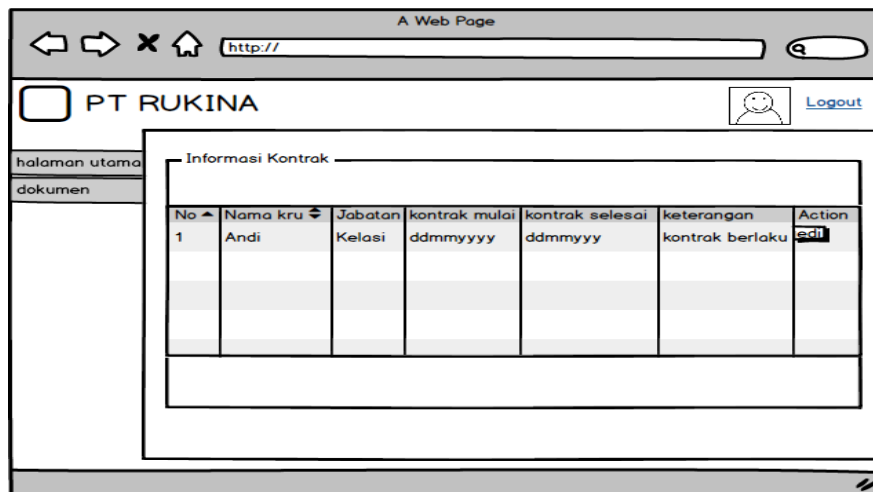 A Web Page
http://
PT RUKINA
Logout
halaman utama
dokumen
Informasi Kontrak
No Nama kru Jabatan kontrak mulai kontrak selesai keterangan Action
1 Andi Kelasi ddmmyyyy ddmmyyy kontrak berlaku edi